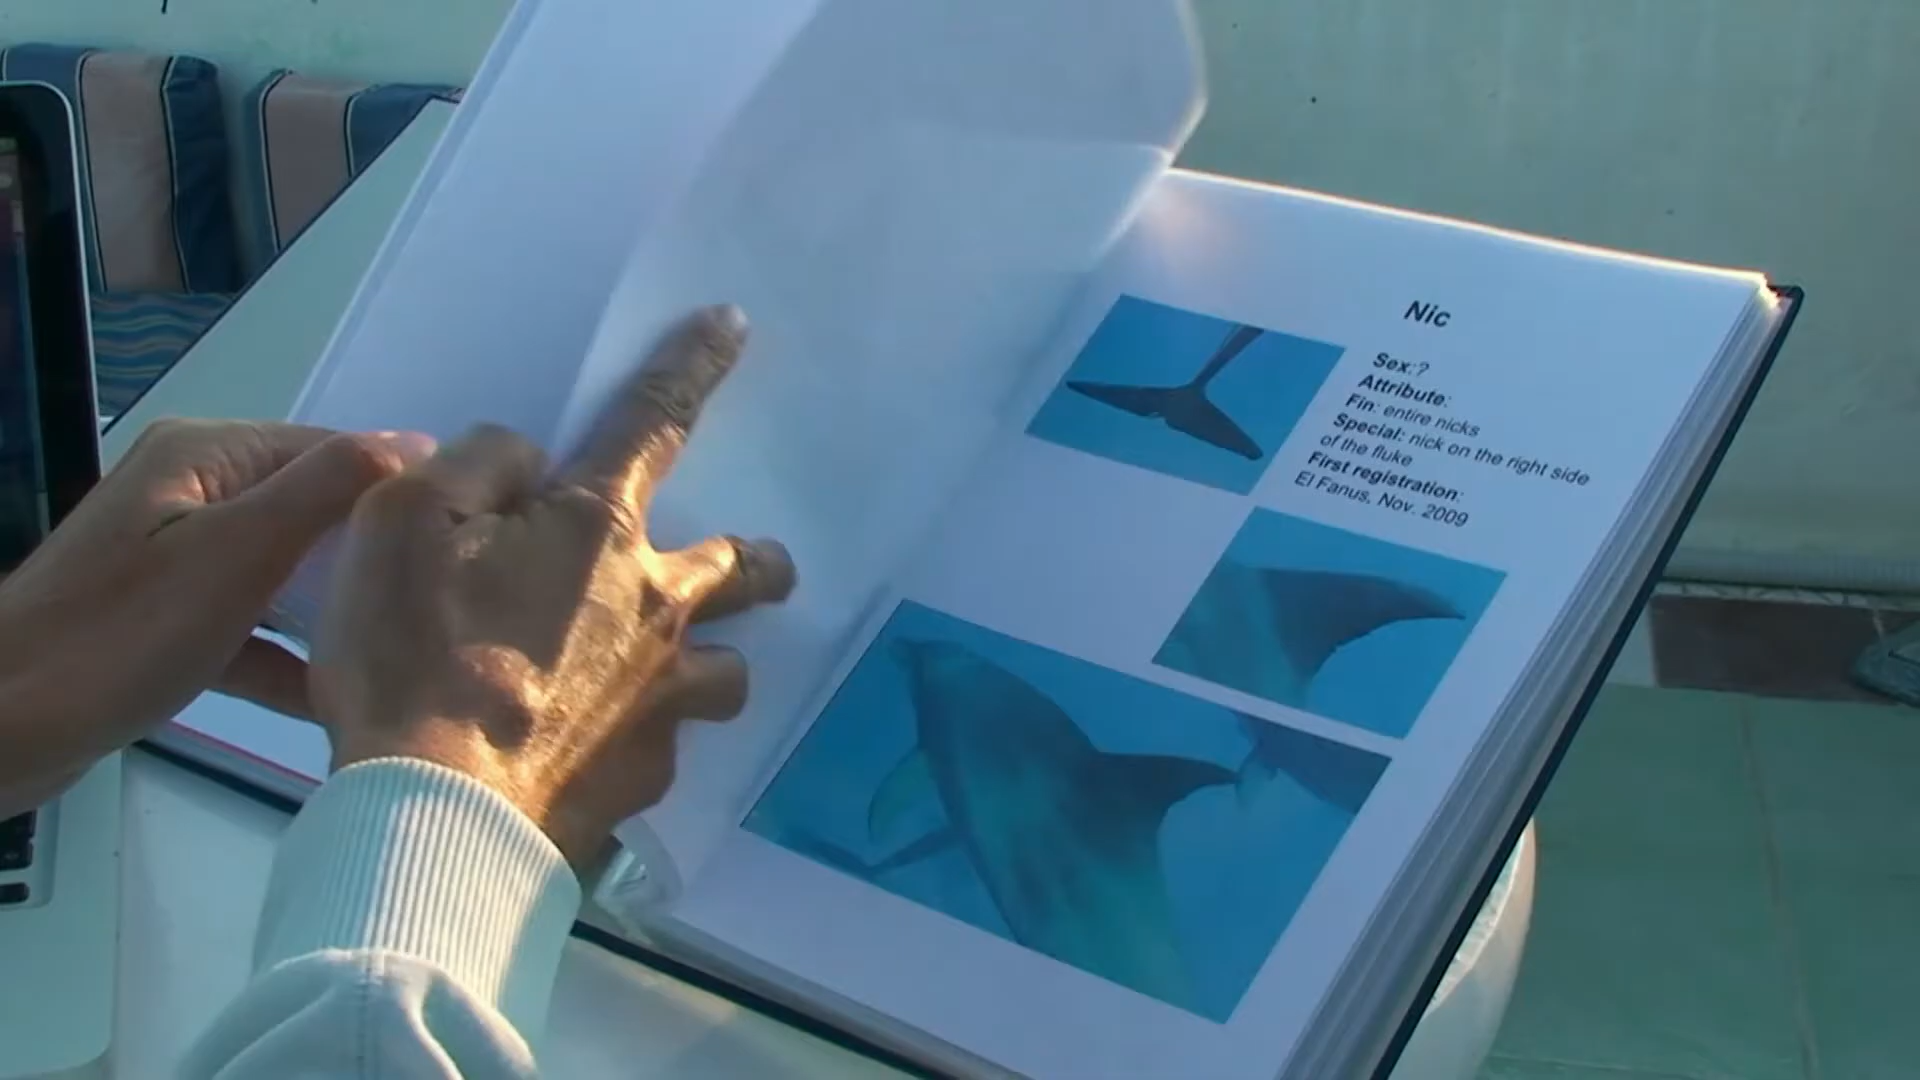 Nic
Sex:?
Attribute:
Fin: entire nicks
Special: nick on the right side
of the fluke
First registration:
El Fanus, Nov. 2009